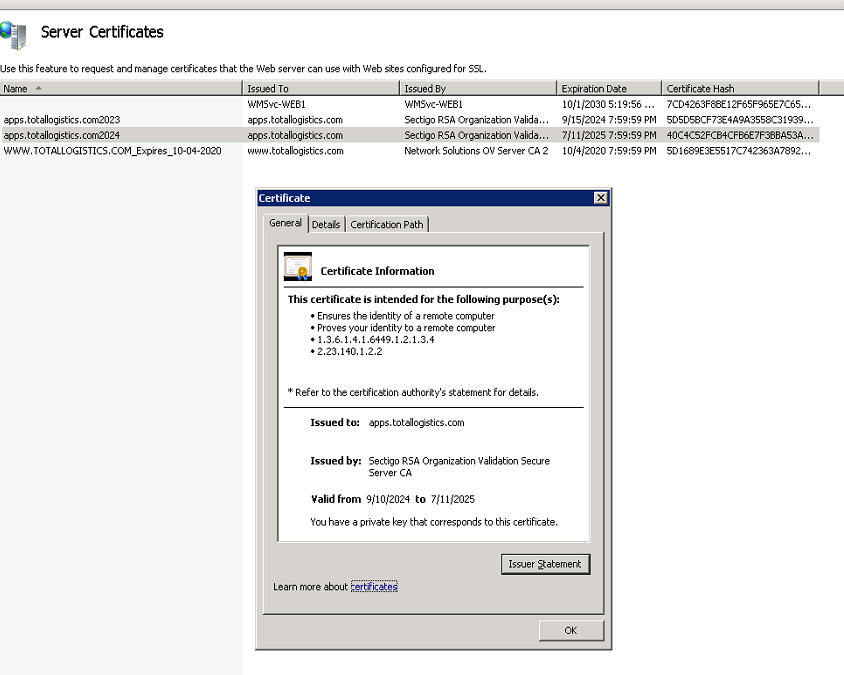 Server Certificates
Use this feature to request and manage certificates that the Web server can use with Web sites configured for SSL.
Name Issued To Issued By Expiration Date Certificate Hash
WMSvc-WEB1 WMSvc-WEB1 10/1/2030 5:19:56 ... 7CD4263F8BE12F65F965E7C65...
apps.totallogistics.com2023 apps.totallogistics.com Sectigo RSA Organization Valida... 9/15/2024 7:59:59 PM 5D5D5BCF73E4A9A3558C31939...
apps.totallogistics.com2024 apps.totallogistics.com Sectigo RSA Organization Valida... 7/11/2025 7:59:59 PM 40C4C52FCB4CFB6E7F3BBA53A...
WWW.TOTALLOGISTICS.COM_Expires_10-04-2020 www.totallogistics.com Network Solutions OV Server CA 2 10/4/2020 7:59:59 PM 5D1689E3E5517C742363A7892...
Certificate
General Details Certification Path
Certificate Information
This certificate is intended for the following purpose(s):
• Ensures the identity of a remote computer
• Proves your identity to a remote computer
• 1.3.6.1.4.1.6449.1.2.1.3.4
• 2.23.140.1.2.2
* Refer to the certification authority's statement for details.
Issued to: apps.totallogistics.com
Issued by: Sectigo RSA Organization Validation Secure
Server CA
Valid from 9/10/2024 to 7/11/2025
You have a private key that corresponds to this certificate.
Issuer Statement
Learn more about certificates
OK